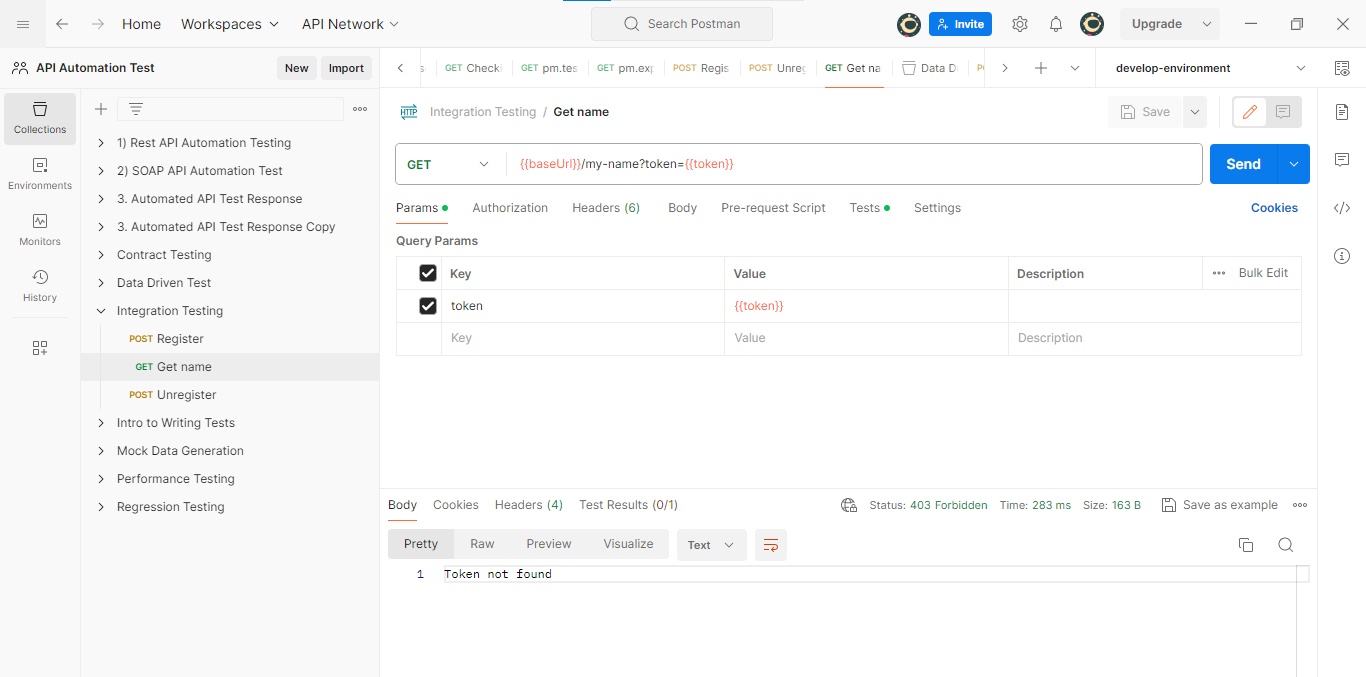 Home Workspaces API Network Search Postman Invite Upgrade
API Automation Test New Import
GET Checki GET pm.tes GET pm.exp POST Regis POST Unreg GET Get na Data D develop-environment
Collections
Environments
Monitors
History
1) Rest API Automation Testing
2) SOAP API Automation Test
3. Automated API Test Response
3. Automated API Test Response Copy
Contract Testing
Data Driven Test
Integration Testing
POST Register
GET Get name
POST Unregister
Intro to Writing Tests
Mock Data Generation
Performance Testing
Regression Testing
HTTP Integration Testing / Get name Save
GET {{baseUrl}}/my-name?token={{token}} Send
Params Authorization Headers (6) Body Pre-request Script Tests Settings Cookies
Query Params
Key Value Description Bulk Edit
token {{token}}
Key Value Description
Body Cookies Headers (4) Test Results (0/1) Status: 403 Forbidden Time: 283 ms Size: 163 B Save as example
Pretty Raw Preview Visualize Text
1 Token not found